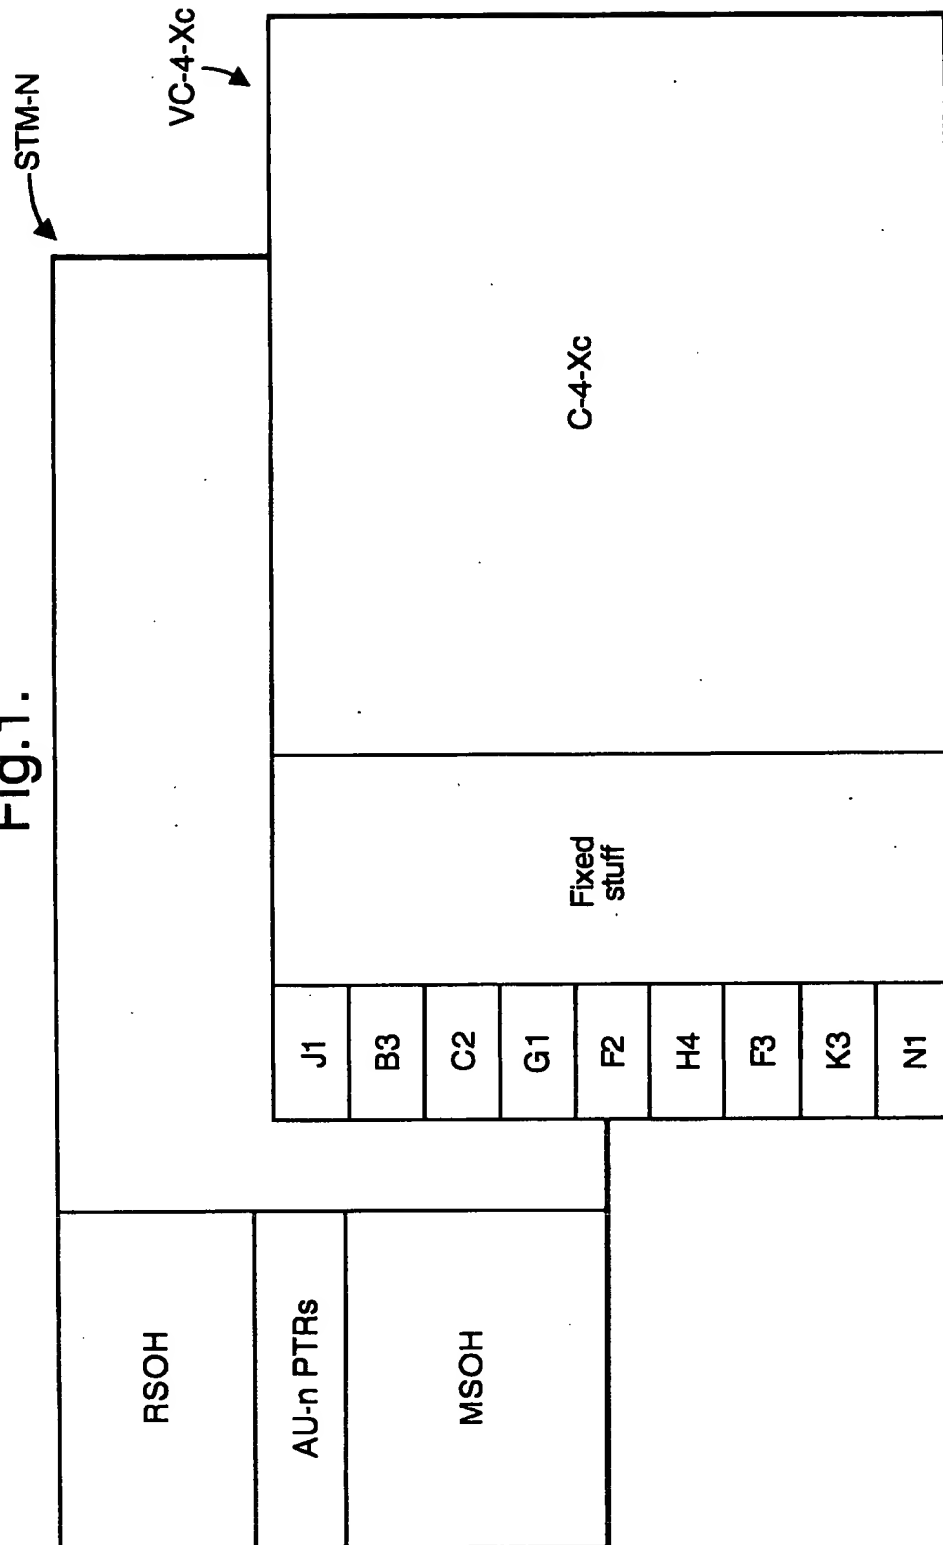 Fig.1.
STM-N
VC-4-Xc
RSOH
AU-n PTRs
MSOH
J1
B3
C2
G1
F2
H4
F3
K3
N1
Fixed
stuff
C-4-Xc